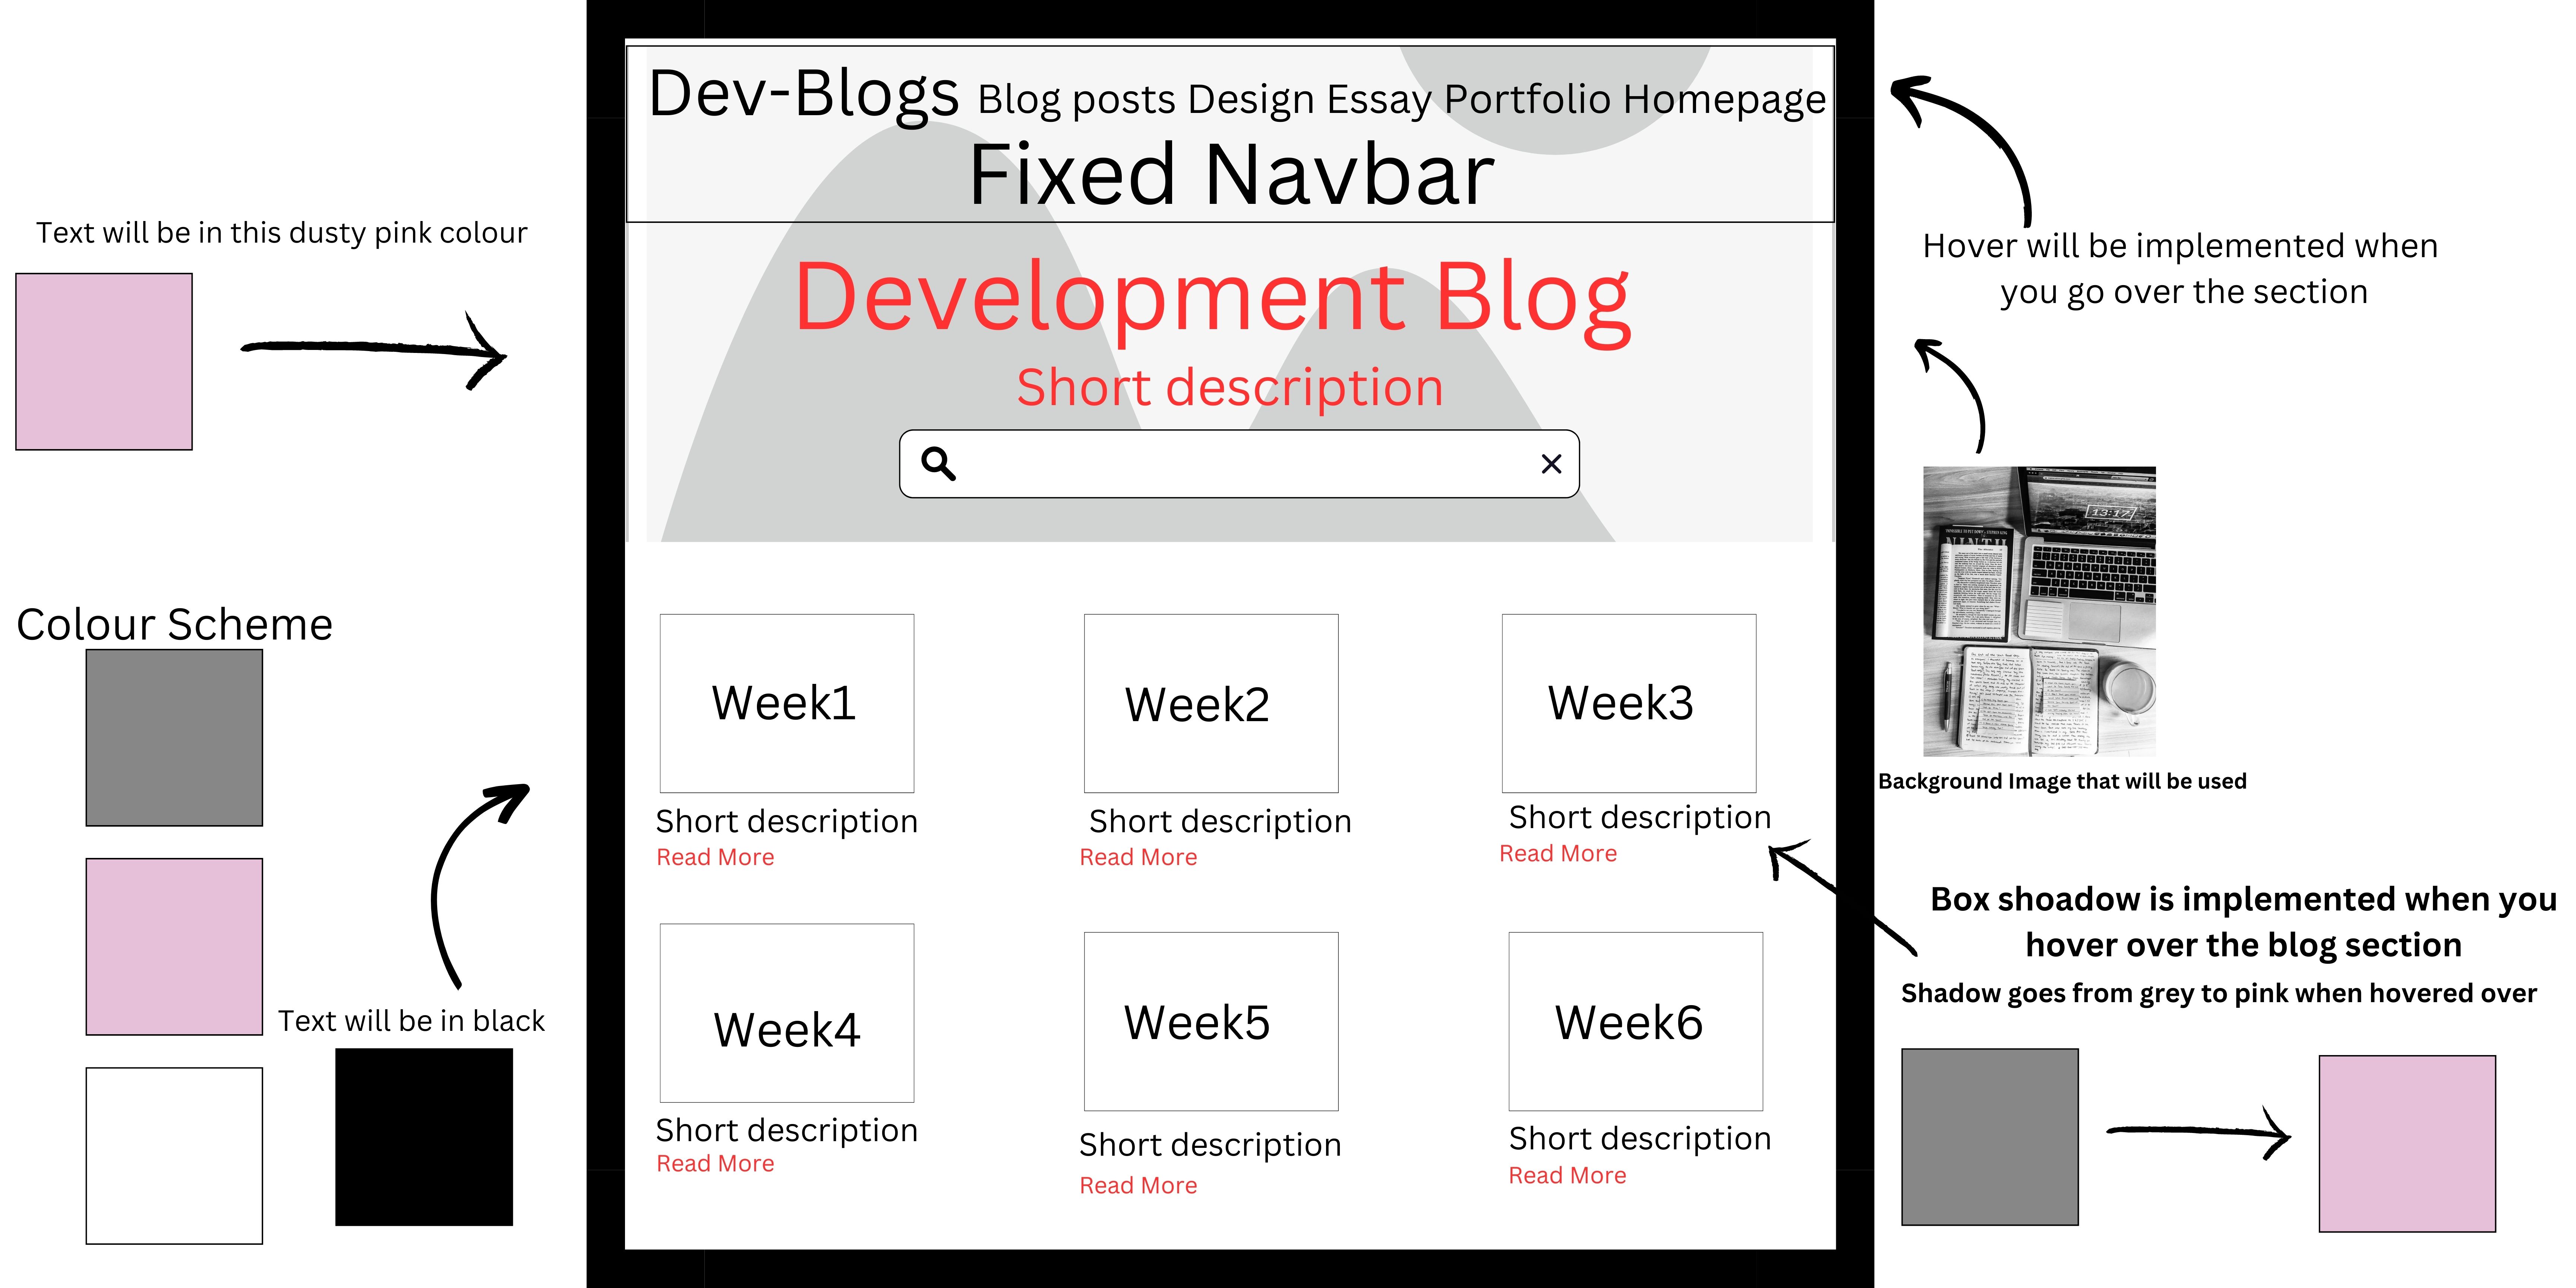 Text will be in this dusty pink colour
Colour Scheme
Text will be in black
Dev-Blogs Blog posts Design Essay Portfolio Homepage
Fixed Navbar
Development Blog
Short description
Week1
Short description
Read More
Week2
Short description
Read More
Week3
Short description
Read More
Week4
Short description
Read More
Week5
Short description
Read More
Week6
Short description
Read More
Hover will be implemented when
you go over the section
13:17
NINTH
Background Image that will be used
Box shoadow is implemented when you
hover over the blog section
Shadow goes from grey to pink when hovered over